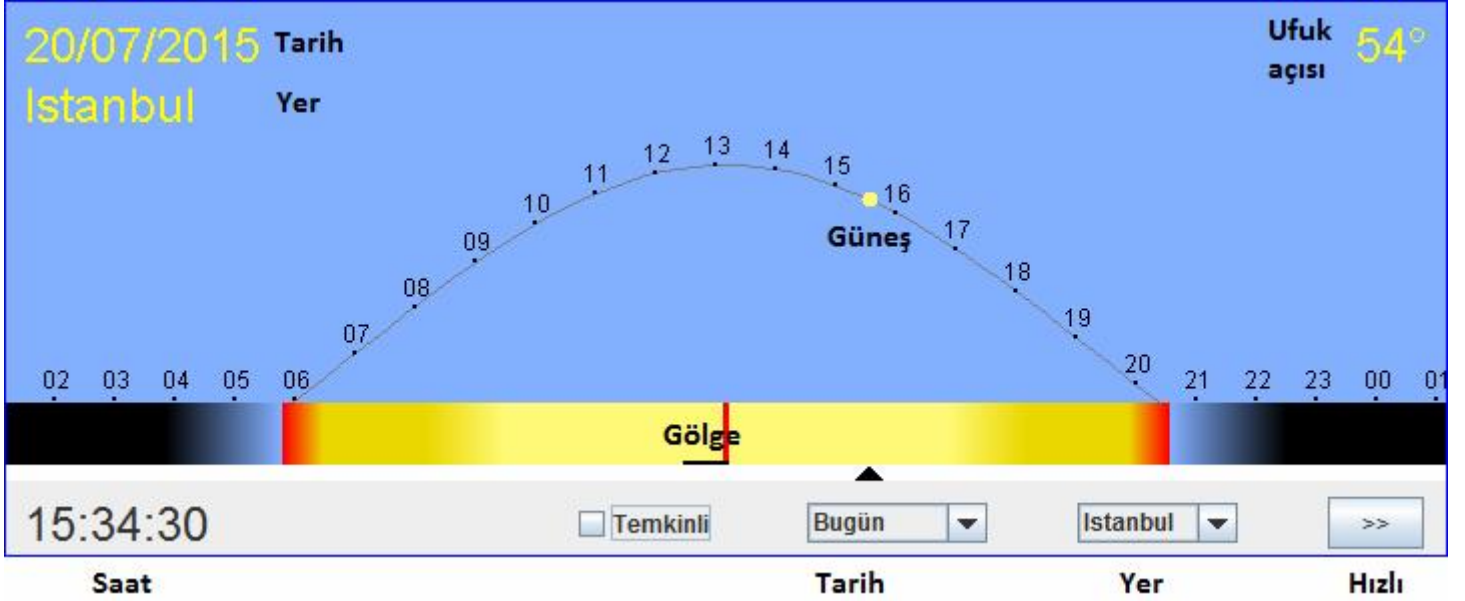 20/07/2015 Tarih
Istanbul Yer
Ufuk açısı 54°
13
12 14
11 15
10 16
09 Güneş 17
08 18
07 19
20
02 03 04 05 06 21 22 23 00 01
Gölge
15:34:30 Temkinli Bugün Istanbul >>
Saat Tarih Yer Hızlı